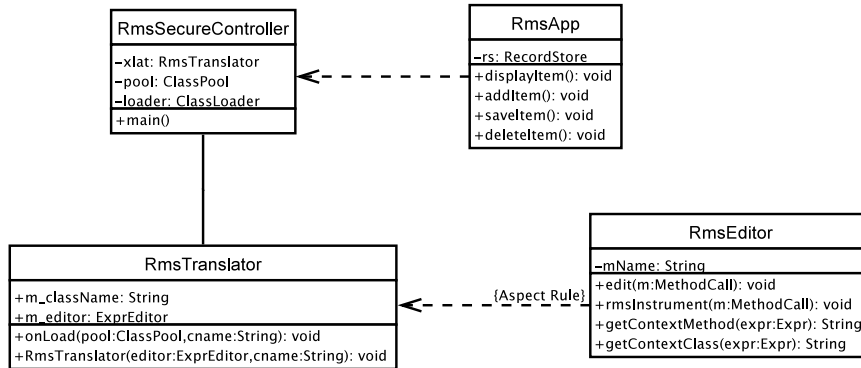 RmsSecureController
-xlat: RmsTranslator
-pool: ClassPool
-loader: ClassLoader
+main()
RmsApp
-rs: RecordStore
+displayItem(): void
+addItem(): void
+saveItem(): void
+deleteItem(): void
RmsTranslator
+m_className: String
+m_editor: ExprEditor
+onLoad(pool:ClassPool,cname:String): void
+RmsTranslator(editor:ExprEditor,cname:String): void
{Aspect Rule}
RmsEditor
-mName: String
+edit(m:MethodCall): void
+rmsInstrument(m:MethodCall): void
+getContextMethod(expr:Expr): String
+getContextClass(expr:Expr): String